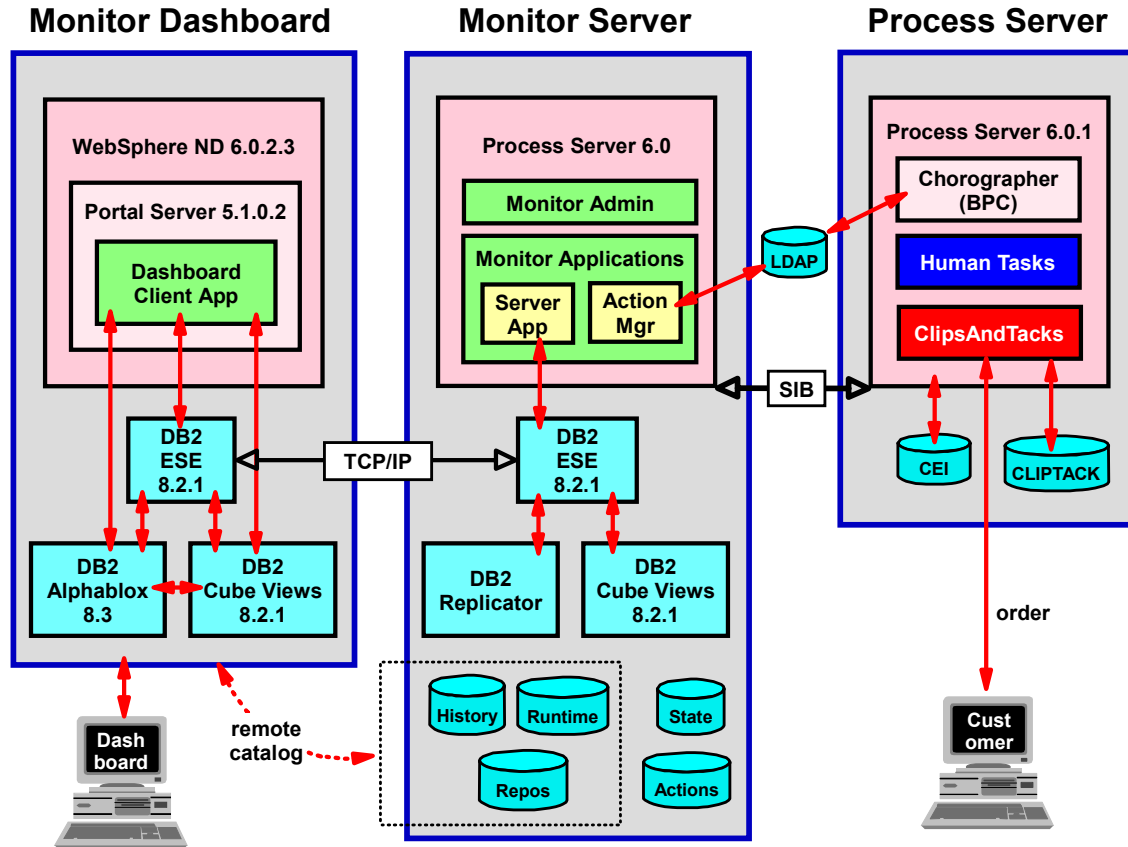 Monitor Dashboard
Monitor Server
Process Server
WebSphere ND 6.0.2.3
Portal Server 5.1.0.2
Dashboard
Client App
DB2
ESE
8.2.1
DB2
Alphablox
8.3
DB2
Cube Views
8.2.1
Dash
board
remote
catalog
TCP/IP
Process Server 6.0
Monitor Admin
Monitor Applications
Server
App
Action
Mgr
DB2
ESE
8.2.1
DB2
Replicator
DB2
Cube Views
8.2.1
History
Runtime
Repos
State
Actions
LDAP
SIB
Process Server 6.0.1
Chorographer
(BPC)
Human Tasks
ClipsAndTacks
CEI
CLIPTACK
order
Cust
omer